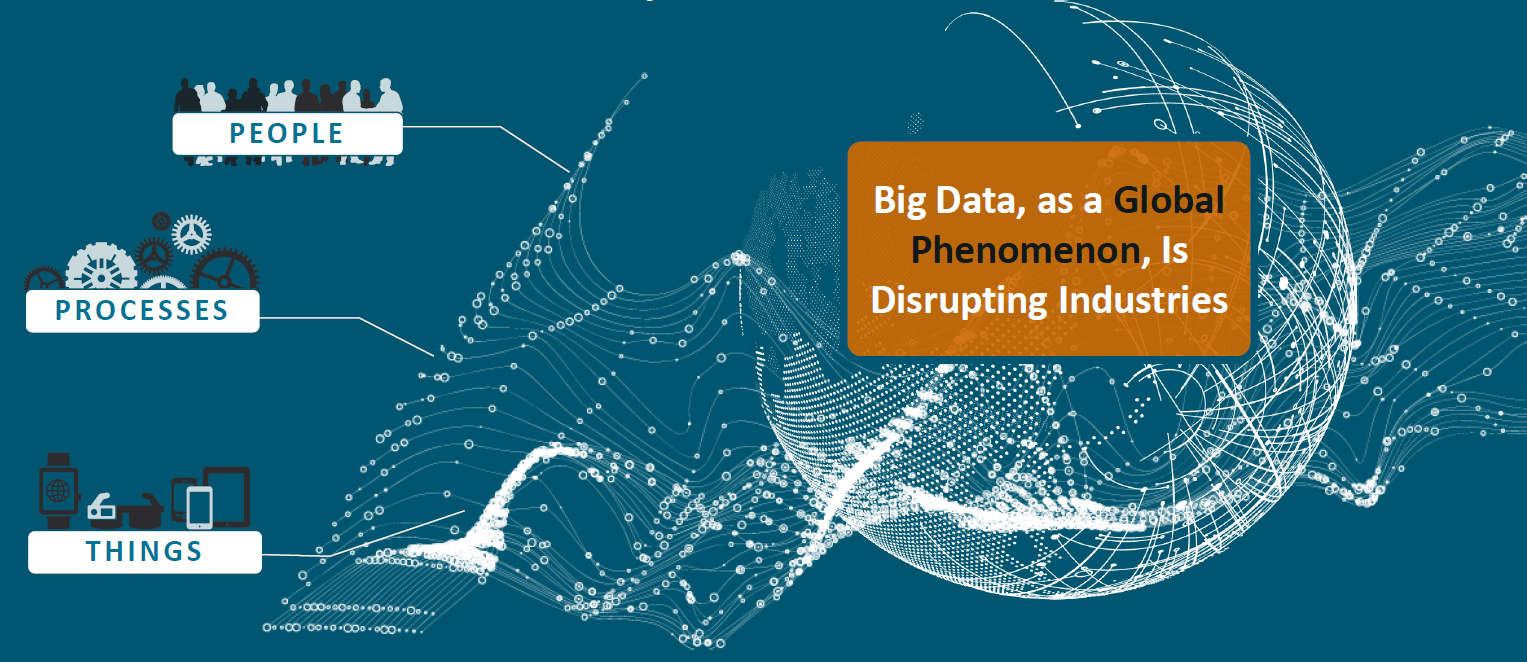 PEOPLE
PROCESSES
THINGS
Big Data, as a Global
Phenomenon, Is
Disrupting Industries